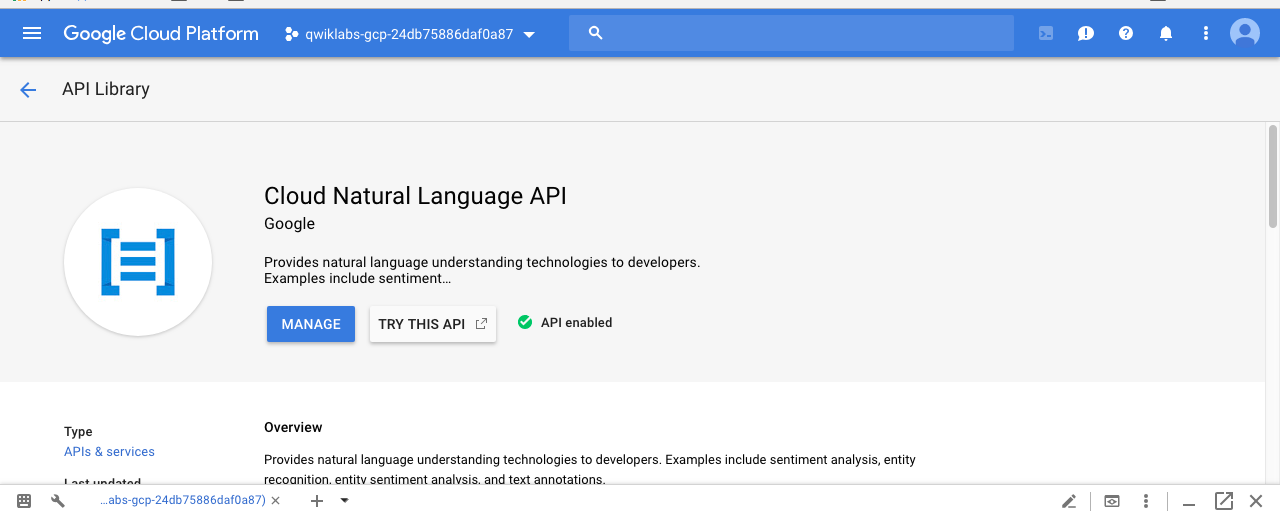 Google Cloud Platform
qwiklabs-gcp-24db75886daf0a87
API Library
Cloud Natural Language API
Google
Provides natural language understanding technologies to developers.
Examples include sentiment…
MANAGE
TRY THIS API
API enabled
Type
APIs & services
Last updated
Overview
Provides natural language understanding technologies to developers. Examples include sentiment analysis, entity
recognition, entity sentiment analysis, and text annotations.
…abs-gcp-24db75886daf0a87)